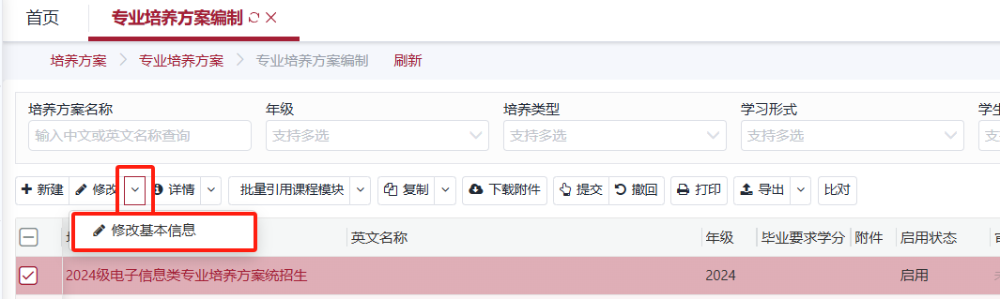 首页 专业培养方案编制
培养方案 专业培养方案 专业培养方案编制 刷新
培养方案名称 年级 培养类型 学习形式 学生
输入中文或英文名称查询 支持多选 支持多选 支持多选 支
新建 修改 详情 批量引用课程模块 复制 下载附件 提交 撤回 打印 导出 比对
修改基本信息
英文名称 年级 毕业要求学分 附件 启用状态
2024级电子信息类专业培养方案统招生 2024 启用